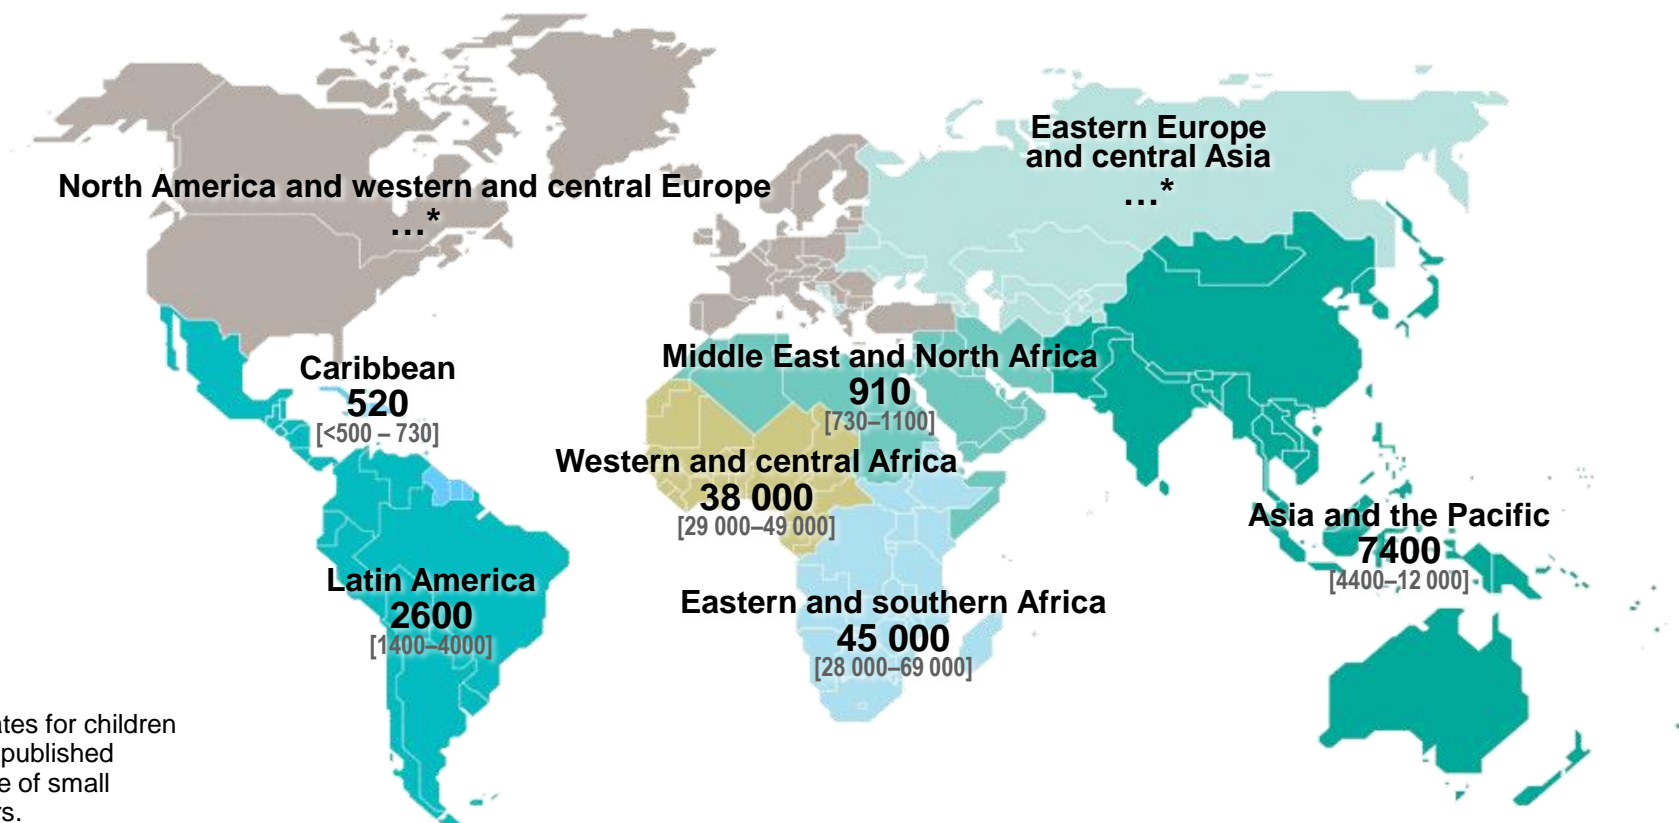 Eastern Europe
and central Asia
…*
North America and western and central Europe
…*
Caribbean
520
[<500 – 730]
Middle East and North Africa
910
[730–1100]
Western and central Africa
38 000
[29 000–49 000]
Asia and the Pacific
7400
[4400–12 000]
Latin America
2600
[1400–4000]
Eastern and southern Africa
45 000
[28 000–69 000]
for children
published
of small